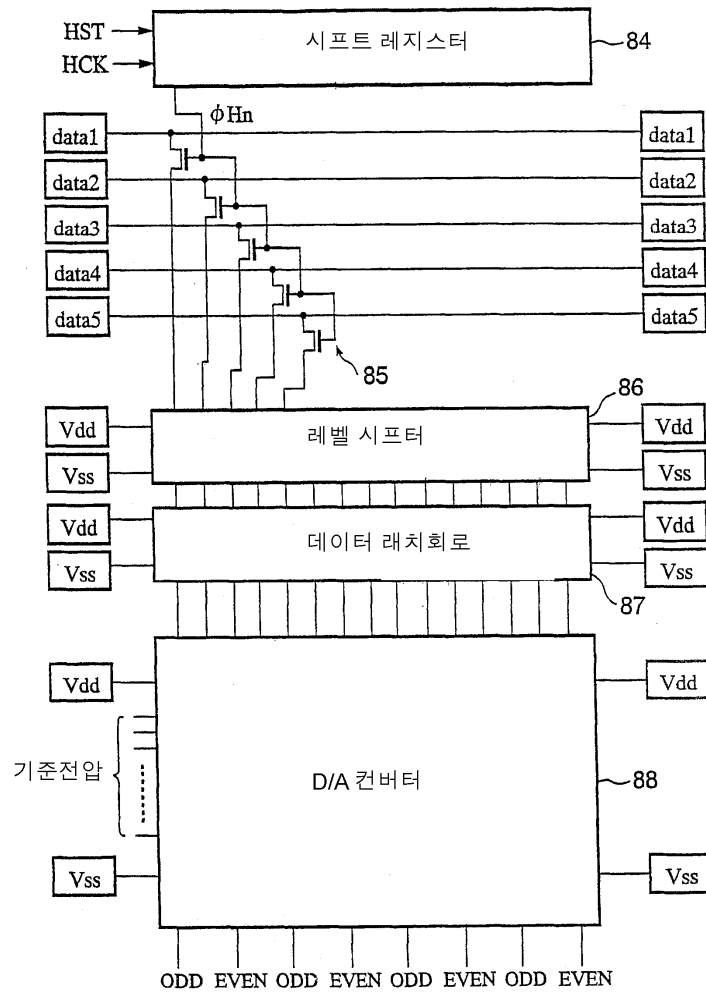 HST
시프트 레지스터
84
HCK
ϕHn
data1 data1
data2 data2
data3 data3
data4 data4
data5 data5
85
86
Vdd 레벨 시프터 Vdd
Vss Vss
Vdd 데이터 래치회로 Vdd
Vss Vss
87
Vdd Vdd
기준전압
D/A 컨버터
88
Vss Vss
ODD EVEN ODD EVEN ODD EVEN ODD EVEN